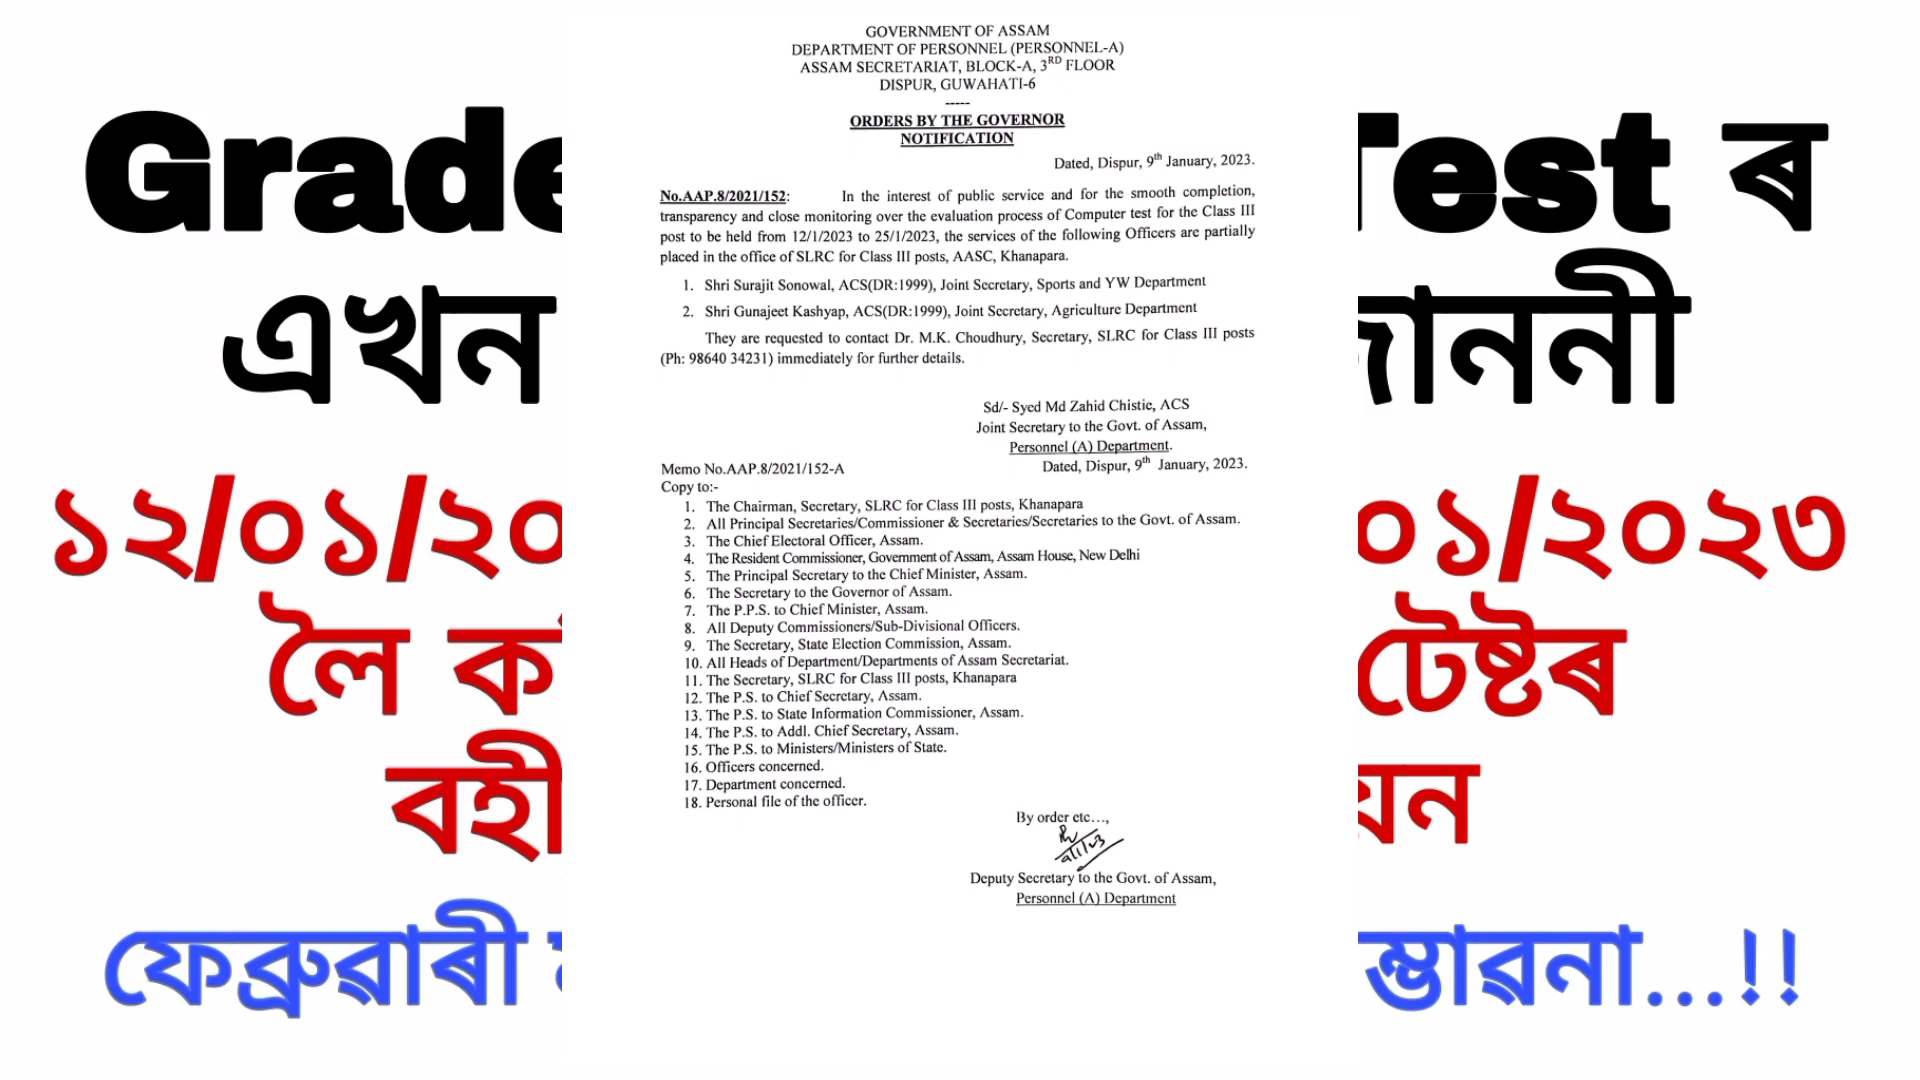 GOVERNMENT OF ASSAM
DEPARTMENT OF PERSONNEL (PERSONNEL-A)
ASSAM SECRETARIAT, BLOCK-A, 3RD FLOOR
DISPUR, GUWAHATI-6
-----
ORDERS BY THE GOVERNOR
NOTIFICATION
Dated, Dispur, 9th January, 2023.
No.AAP.8/2021/152: In the interest of public service and for the smooth completion,
transparency and close monitoring over the evaluation process of Computer test for the Class III
post to be held from 12/1/2023 to 25/1/2023, the services of the following Officers are partially
placed in the office of SLRC for Class III posts, AASC, Khanapara.
1. Shri Surajit Sonowal, ACS(DR:1999), Joint Secretary, Sports and YW Department
2. Shri Gunajeet Kashyap, ACS(DR:1999), Joint Secretary, Agriculture Department
They are requested to contact Dr. M.K. Choudhury, Secretary, SLRC for Class III posts
(Ph: 98640 34231) immediately for further details.
Sd/- Syed Md Zahid Chistie, ACS
Joint Secretary to the Govt. of Assam,
Personnel (A) Department.
Memo No.AAP.8/2021/152-A Dated, Dispur, 9th January, 2023.
Copy to:-
1. The Chairman, Secretary, SLRC for Class III posts, Khanapara
2. All Principal Secretaries/Commissioner & Secretaries/Secretaries to the Govt. of Assam.
3. The Chief Electoral Officer, Assam.
4. The Resident Commissioner, Government of Assam, Assam House, New Delhi
5. The Principal Secretary to the Chief Minister, Assam.
6. The Secretary to the Governor of Assam.
7. The P.P.S. to Chief Minister, Assam.
8. All Deputy Commissioners/Sub-Divisional Officers.
9. The Secretary, State Election Commission, Assam.
10. All Heads of Department/Departments of Assam Secretariat.
11. The Secretary, SLRC for Class III posts, Khanapara
12. The P.S. to Chief Secretary, Assam.
13. The P.S. to State Information Commissioner, Assam.
14. The P.S. to Addl. Chief Secretary, Assam.
15. The P.S. to Ministers/Ministers of State.
16. Officers concerned.
17. Department concerned.
18. Personal file of the officer.
By order etc...,
Deputy Secretary to the Govt. of Assam,
Personnel (A) Department
Grade Test ৰ
এখন
১২/০১/২০ ০১/২০২৩
লৈ টেষ্টৰ
ফেব্ৰুৱাৰী